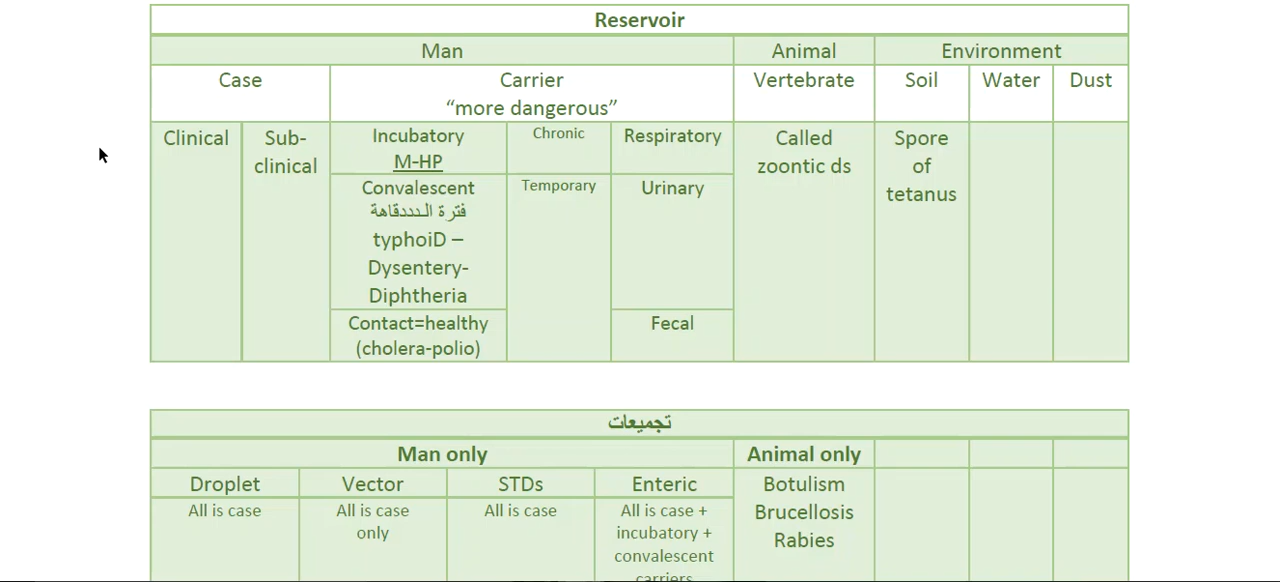 Reservoir
Man Animal Environment
Case Carrier Vertebrate Soil Water Dust
“more dangerous”
Clinical Sub- Incubatory Chronic Respiratory Called Spore
clinical M-HP zoontic ds of
Convalescent Temporary Urinary tetanus
فترة الـدددقاهة
typhoiD –
Dysentery-
Diphtheria
Contact=healthy Fecal
(cholera-polio)
تجميعات
Man only Animal only
Droplet Vector STDs Enteric Botulism
All is case All is case All is case All is case + Brucellosis
only incubatory + Rabies
convalescent
carriers